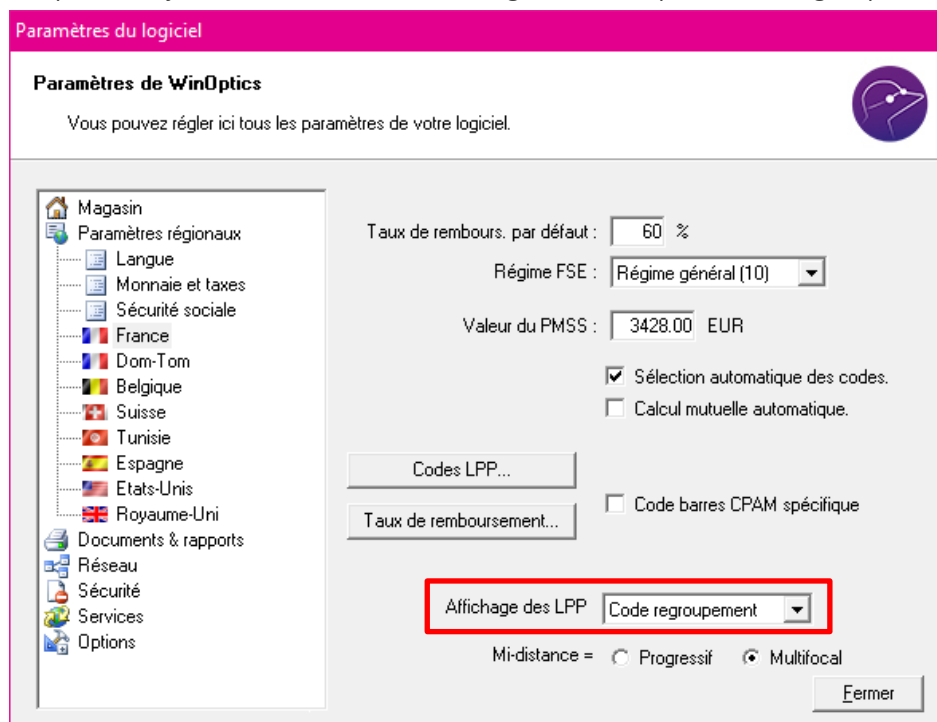 Paramètres du logiciel
Paramètres de WinOptics
Vous pouvez régler ici tous les paramètres de votre logiciel.
Magasin
Paramètres régionaux
Langue
Monnaie et taxes
Sécurité sociale
France
Dom-Tom
Belgique
Suisse
Tunisie
Espagne
Etats-Unis
Royaume-Uni
Documents & rapports
Réseau
Sécurité
Services
Options
Taux de rembours. par défaut : 60 %
Régime FSE : Régime général (10)
Valeur du PMSS : 3428.00 EUR
Sélection automatique des codes.
Calcul mutuelle automatique.
Codes LPP...
Code barres CPAM spécifique
Taux de remboursement...
Affichage des LPP Code regroupement
Mi-distance = Progressif Multifocal
Fermer